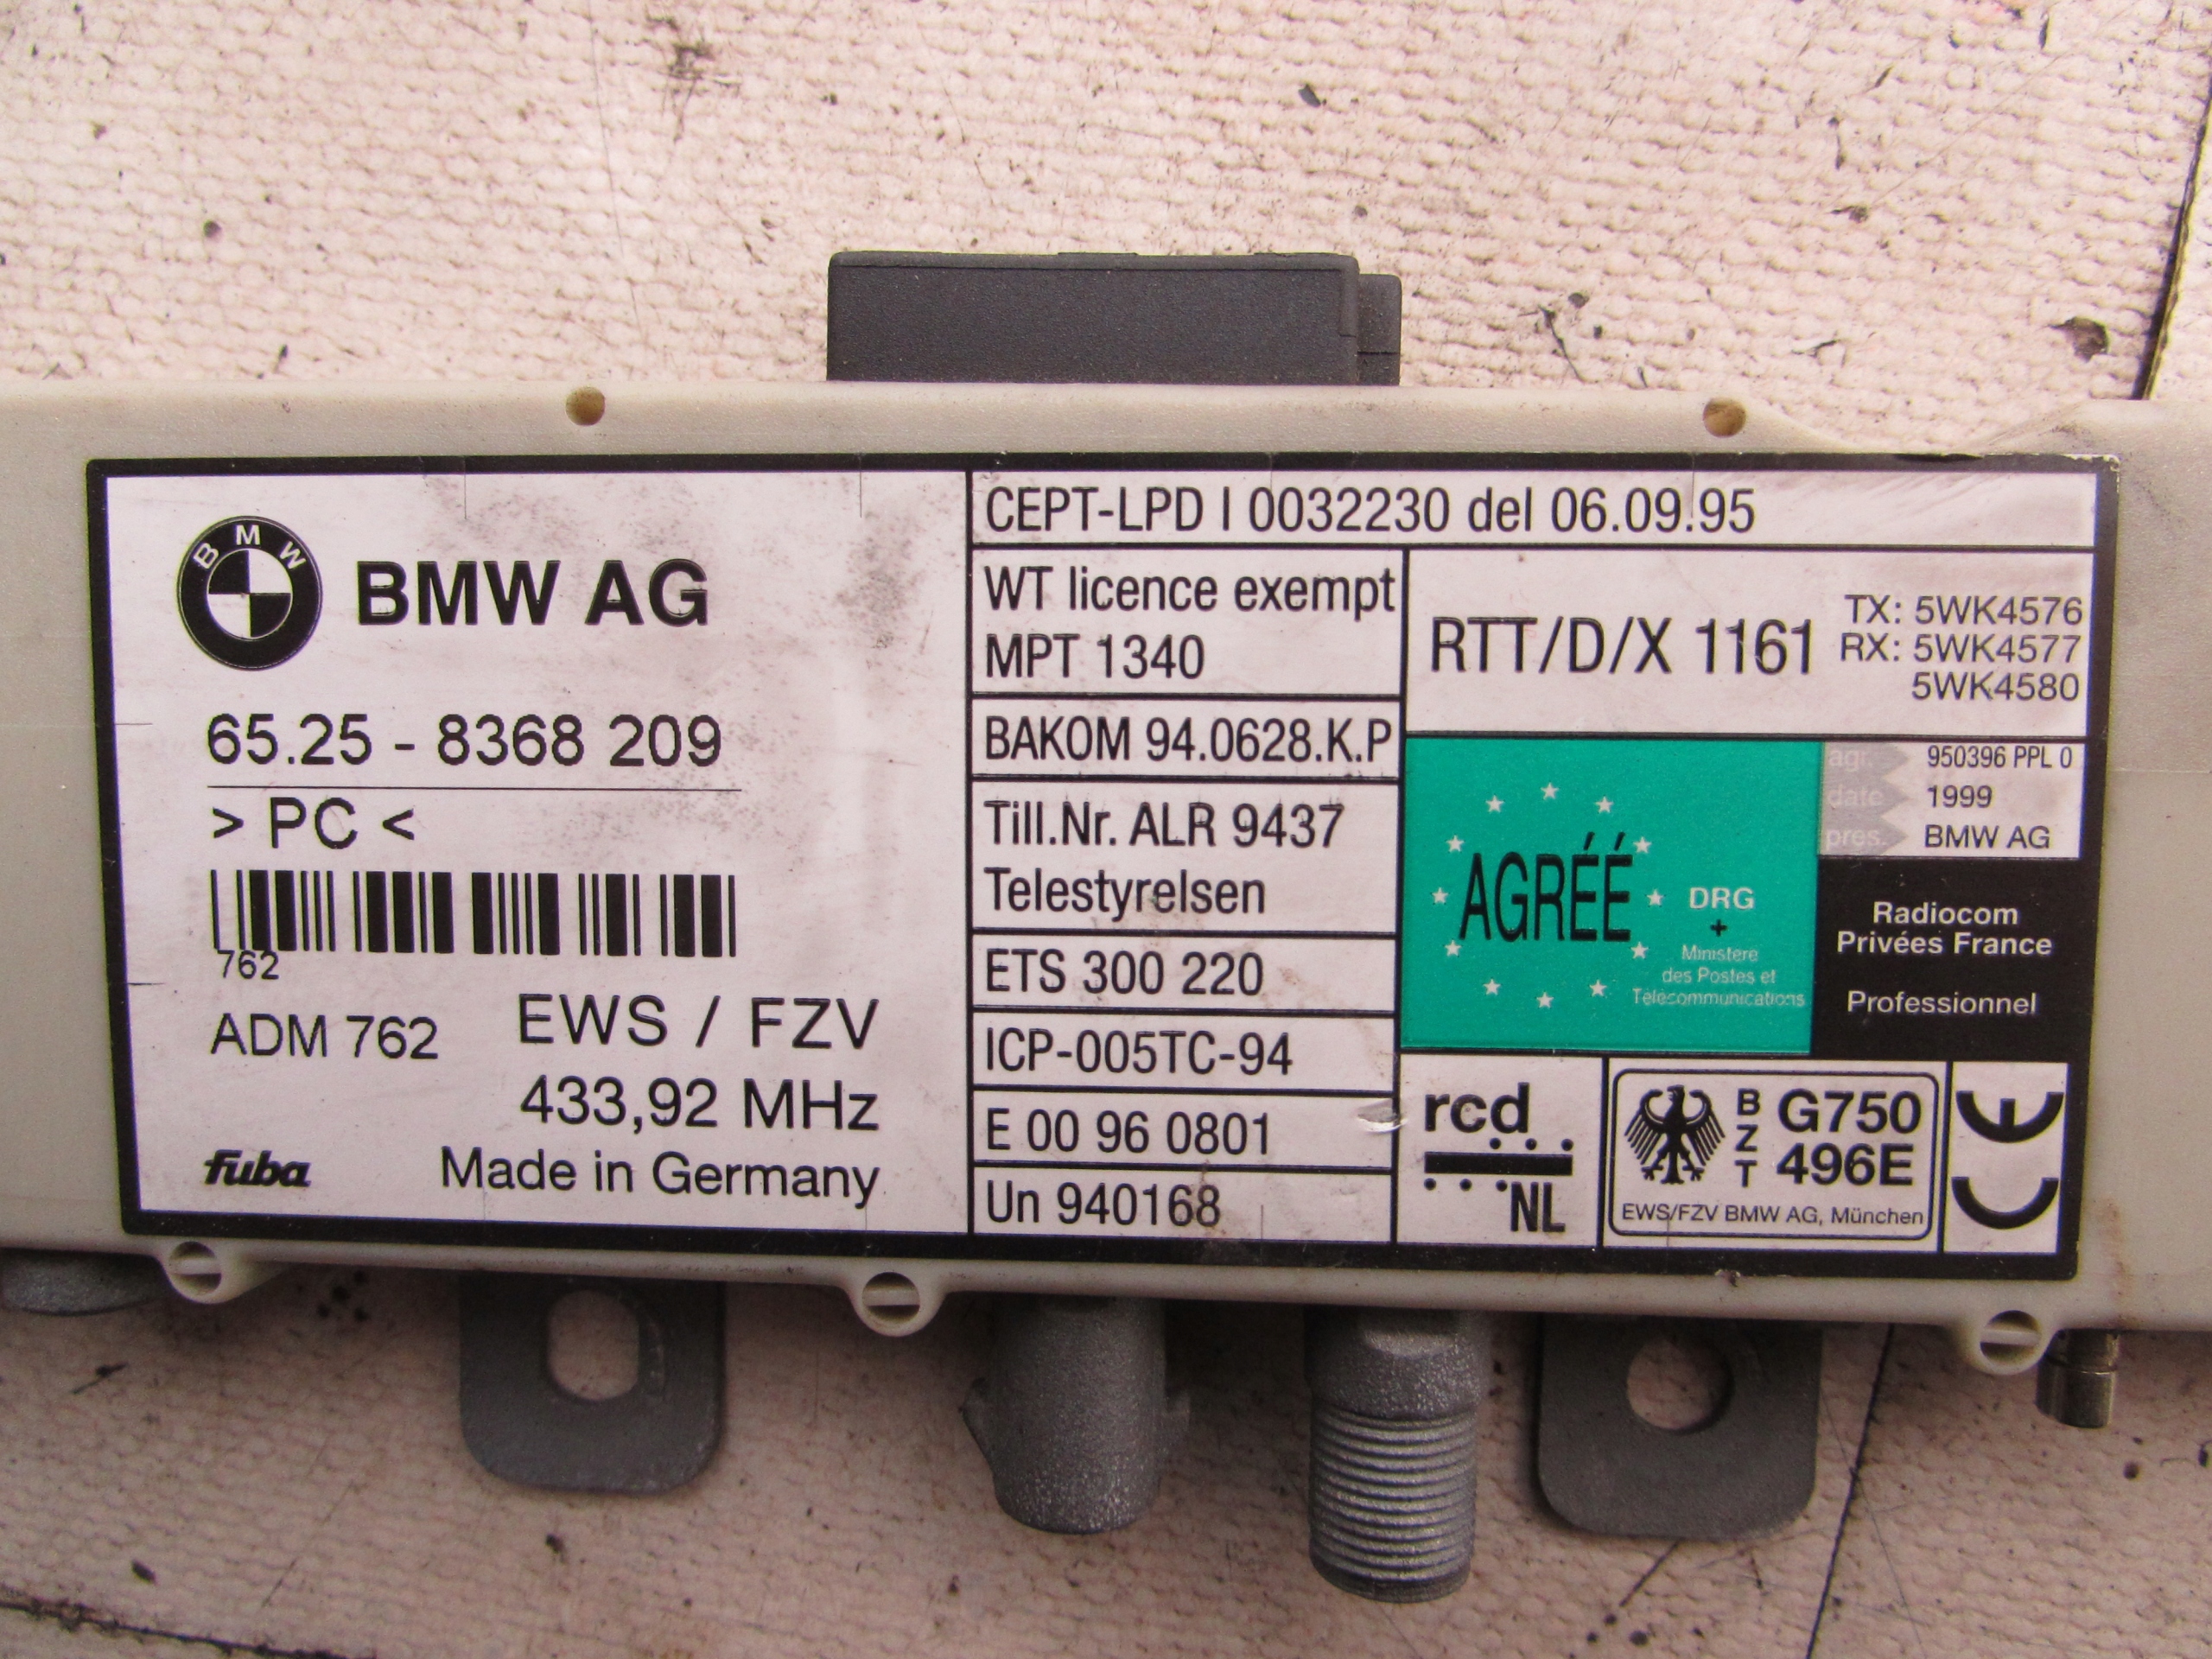 BMW
BMW AG
65.25 - 8368 209
> PC <
762
ADM 762
EWS / FZV
433,92 MHz
fuba
Made in Germany
CEPT-LPD I 0032230 del 06.09.95
WT licence exempt
MPT 1340
BAKOM 94.0628.K.P
Till.Nr. ALR 9437
Telestyrelsen
ETS 300 220
ICP-005TC-94
E 00 96 0801
Un 940168
RTT/D/X 1161
TX: 5WK4576
RX: 5WK4577
5WK4580
AGRÉÉ
DRG
+
Ministere
des Postes et
Télécommunications
agr. 950396 PPL 0
date 1999
pres. BMW AG
Radiocom
Privées France
Professionnel
rcd
NL
BZT
G750
496E
EWS/FZV BMW AG, München
CE